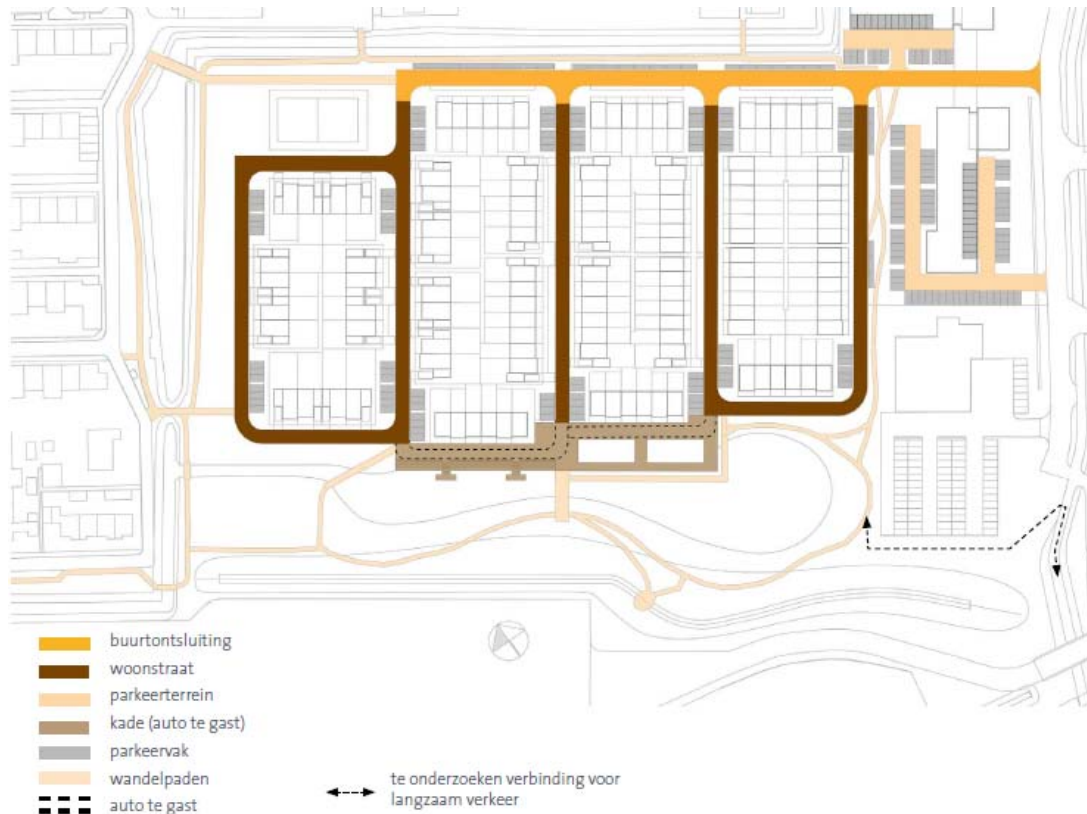 buurtontsluiting
woonstraat
parkeerterrein
kade (auto te gast)
parkeervak
wandelpaden
auto te gast
te onderzoeken verbinding voor
langzaam verkeer